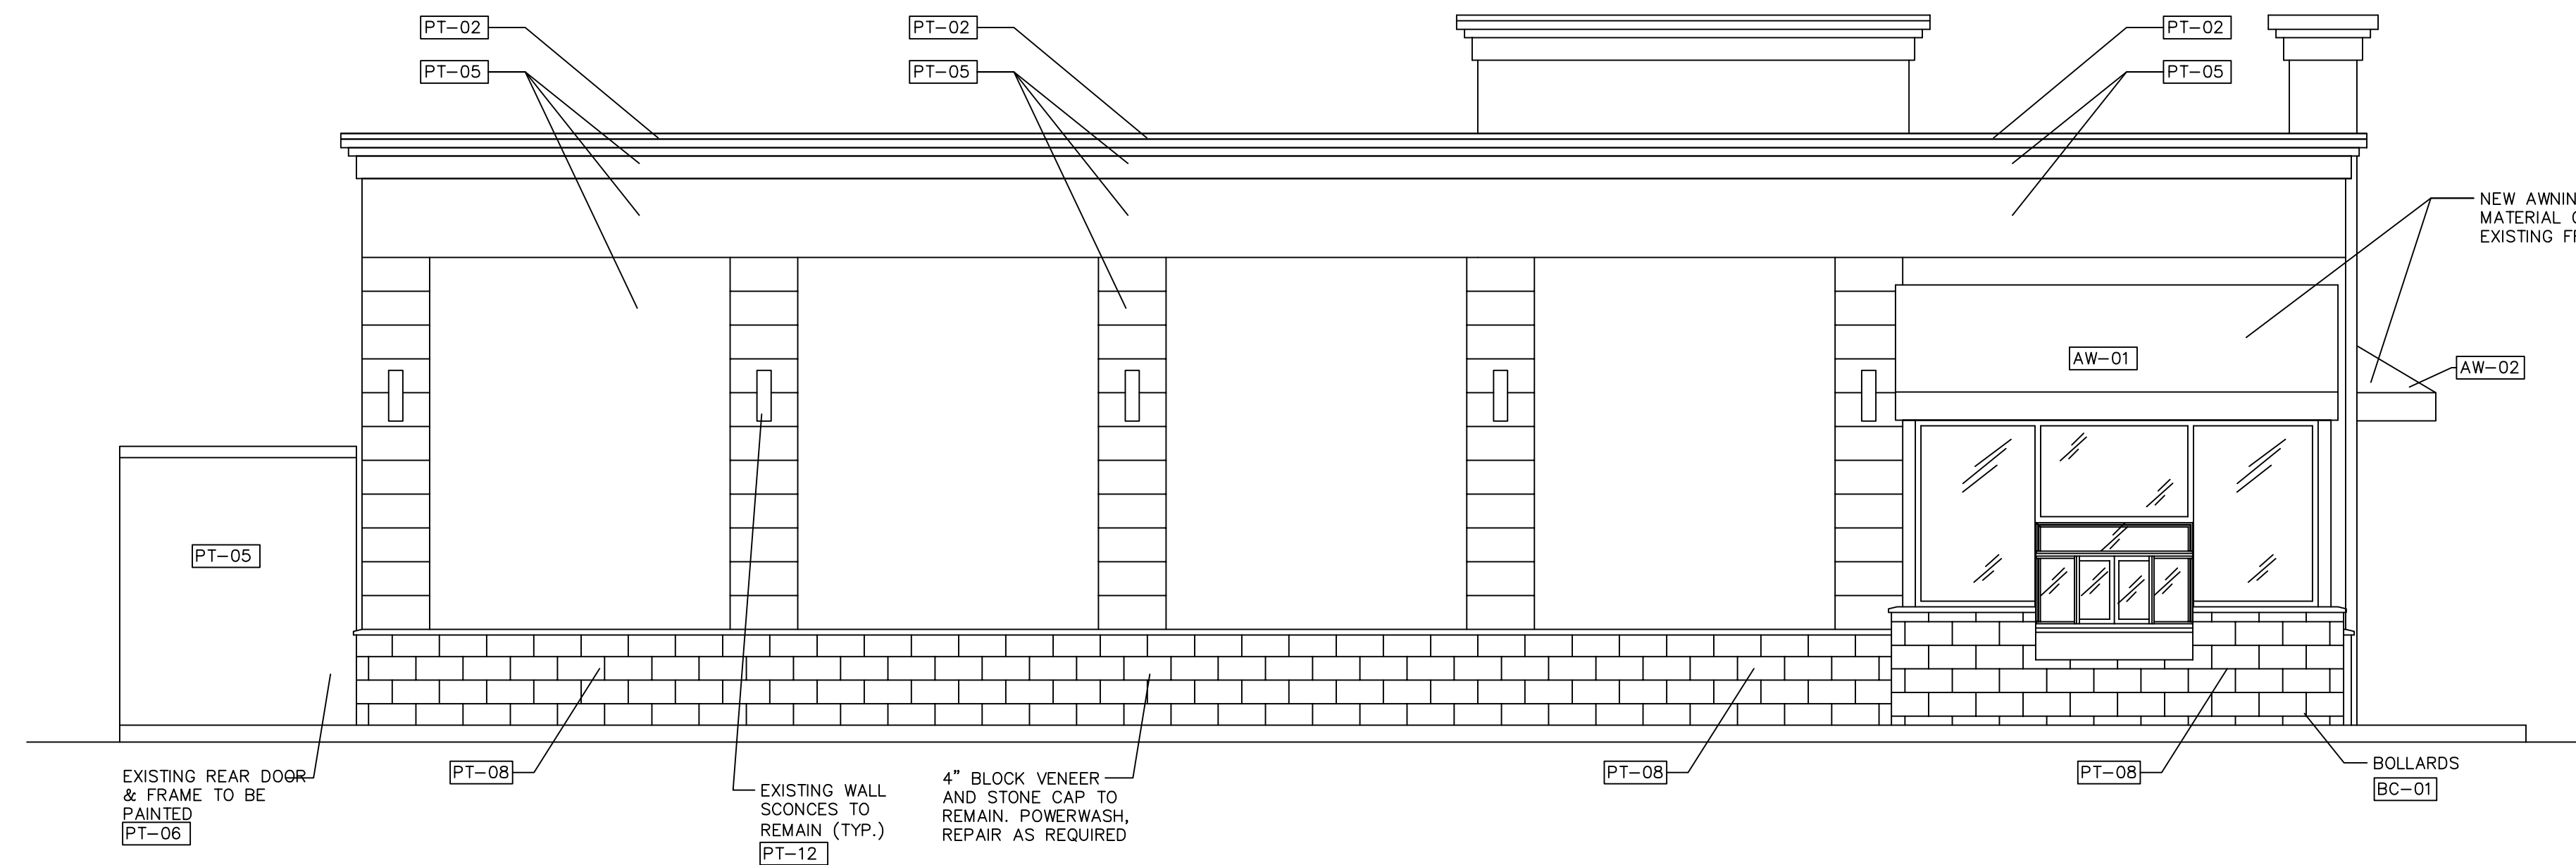 PT-02
PT-02
PT-02
PT-05
PT-05
PT-05
NEW
MATERIAL
EXISTING
AW-01
AW-02
PT-05
PT-08
PT-08
PT-08
BOLLARDS
BC-01
EXISTING REAR DOOR
& FRAME TO BE
PAINTED
PT-06
EXISTING WALL
SCONCES TO
REMAIN (TYP.)
PT-12
4" BLOCK VENEER
AND STONE CAP TO
REMAIN. POWERWASH,
REPAIR AS REQUIRED